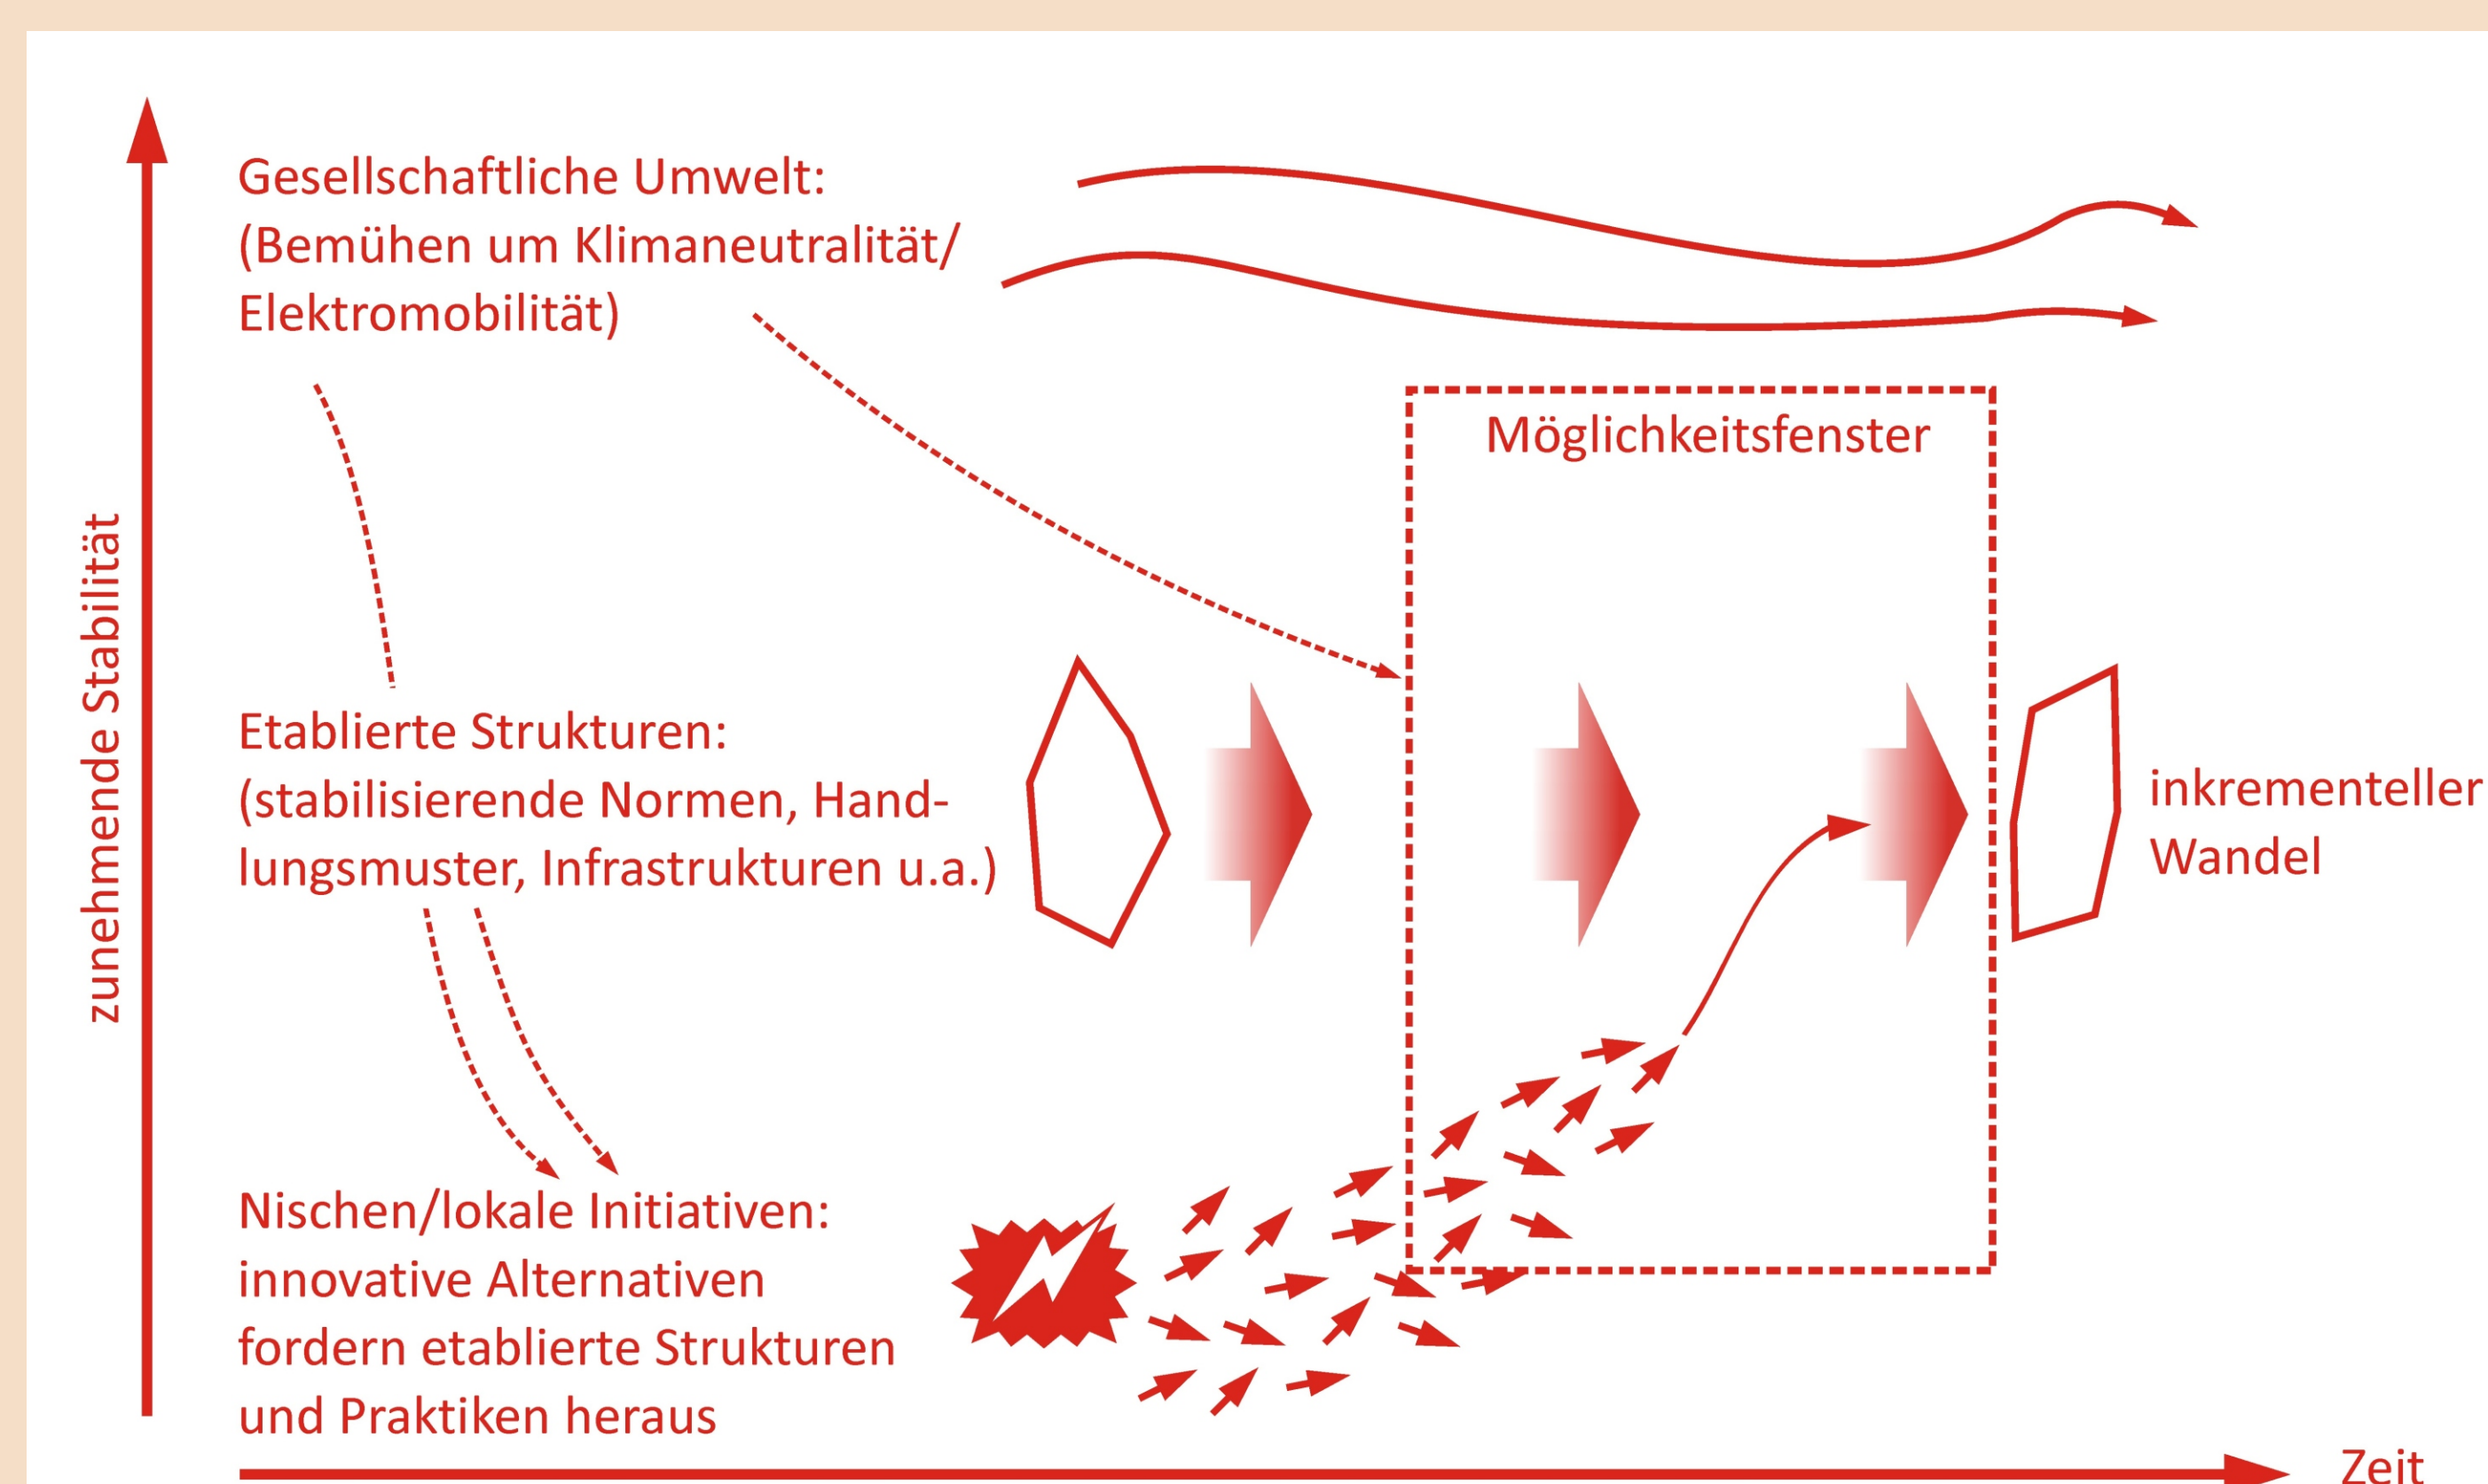 Gesellschaftliche Umwelt:
(Bemühen um Klimaneutralität/
Elektromobilität)
Möglichkeitsfenster
zunehmende Stabilität
Etablierte Strukturen:
(stabilisierende Normen, Hand-
lungsmuster, Infrastrukturen u.a.)
inkrementeller
Wandel
Nischen/lokale Initiativen:
innovative Alternativen
fordern etablierte Strukturen
und Praktiken heraus
Zeit